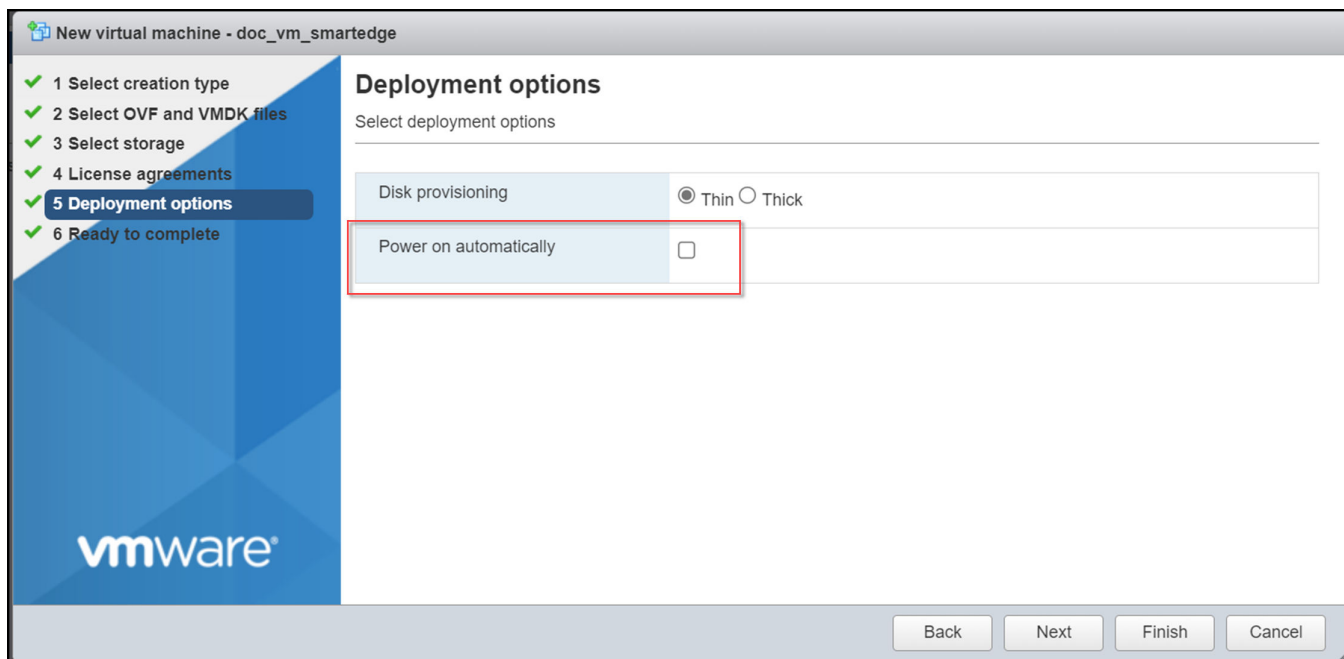 New virtual machine - doc_vm_smartedge
1 Select creation type
2 Select OVF and VMDK files
3 Select storage
4 License agreements
5 Deployment options
6 Ready to complete
vmware®
Deployment options
Select deployment options
Disk provisioning Thin Thick
Power on automatically
Back Next Finish Cancel